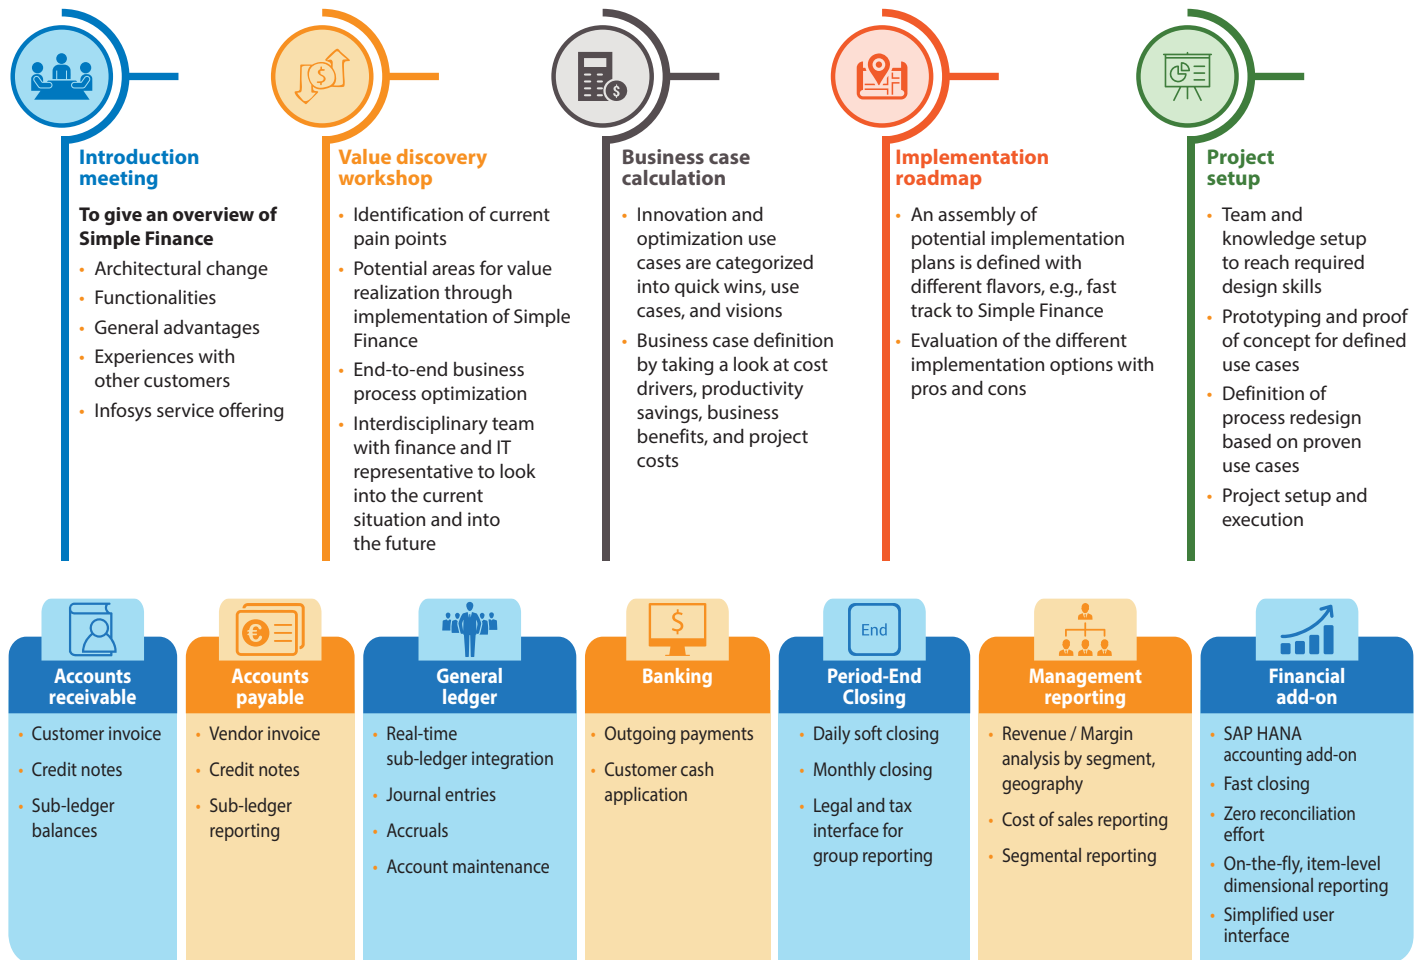 Introduction
meeting
To give an overview of
Simple Finance
• Architectural change
• Functionalities
• General advantages
• Experiences with
other customers
• Infosys service offering
Value discovery
workshop
• Identification of current
pain points
• Potential areas for value
realization through
implementation of Simple
Finance
• End-to-end business
process optimization
• Interdisciplinary team
with finance and IT
representative to look
into the current
situation and into
the future
Business case
calculation
• Innovation and
optimization use
cases are categorized
into quick wins, use
cases, and visions
• Business case definition
by taking a look at cost
drivers, productivity
savings, business
benefits, and project
costs
Implementation
roadmap
• An assembly of
potential implementation
plans is defined with
different flavors, e.g., fast
track to Simple Finance
• Evaluation of the different
implementation options with
pros and cons
Project
setup
• Team and
knowledge setup
to reach required
design skills
• Prototyping and proof
of concept for defined
use cases
• Definition of
process redesign
based on proven
use cases
• Project setup and
execution
Accounts
receivable
• Customer invoice
• Credit notes
• Sub-ledger
balances
Accounts
payable
• Vendor invoice
• Credit notes
• Sub-ledger
reporting
General
ledger
• Real-time
sub-ledger integration
• Journal entries
• Accruals
• Account maintenance
$
Banking
• Outgoing payments
• Customer cash
application
End
Period-End
Closing
• Daily soft closing
• Monthly closing
• Legal and tax
interface for
group reporting
Management
reporting
• Revenue / Margin
analysis by segment,
geography
• Cost of sales reporting
• Segmental reporting
Financial
add-on
• SAP HANA
accounting add-on
• Fast closing
• Zero reconciliation
effort
• On-the-fly, item-level
dimensional reporting
• Simplified user
interface